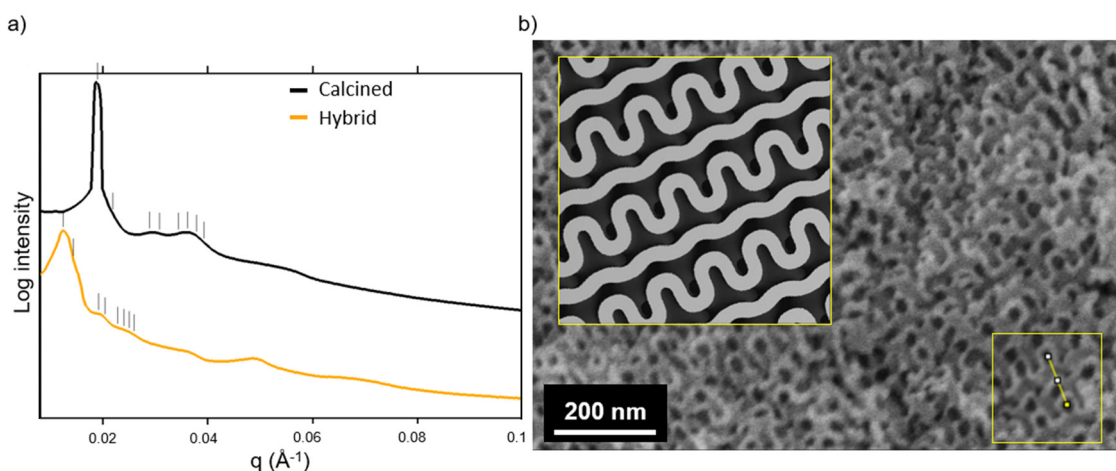 a)
Calcined
Hybrid
Log intensity
0.02
0.04
0.06
0.08
0.1
q (Å⁻¹)
b)
200 nm